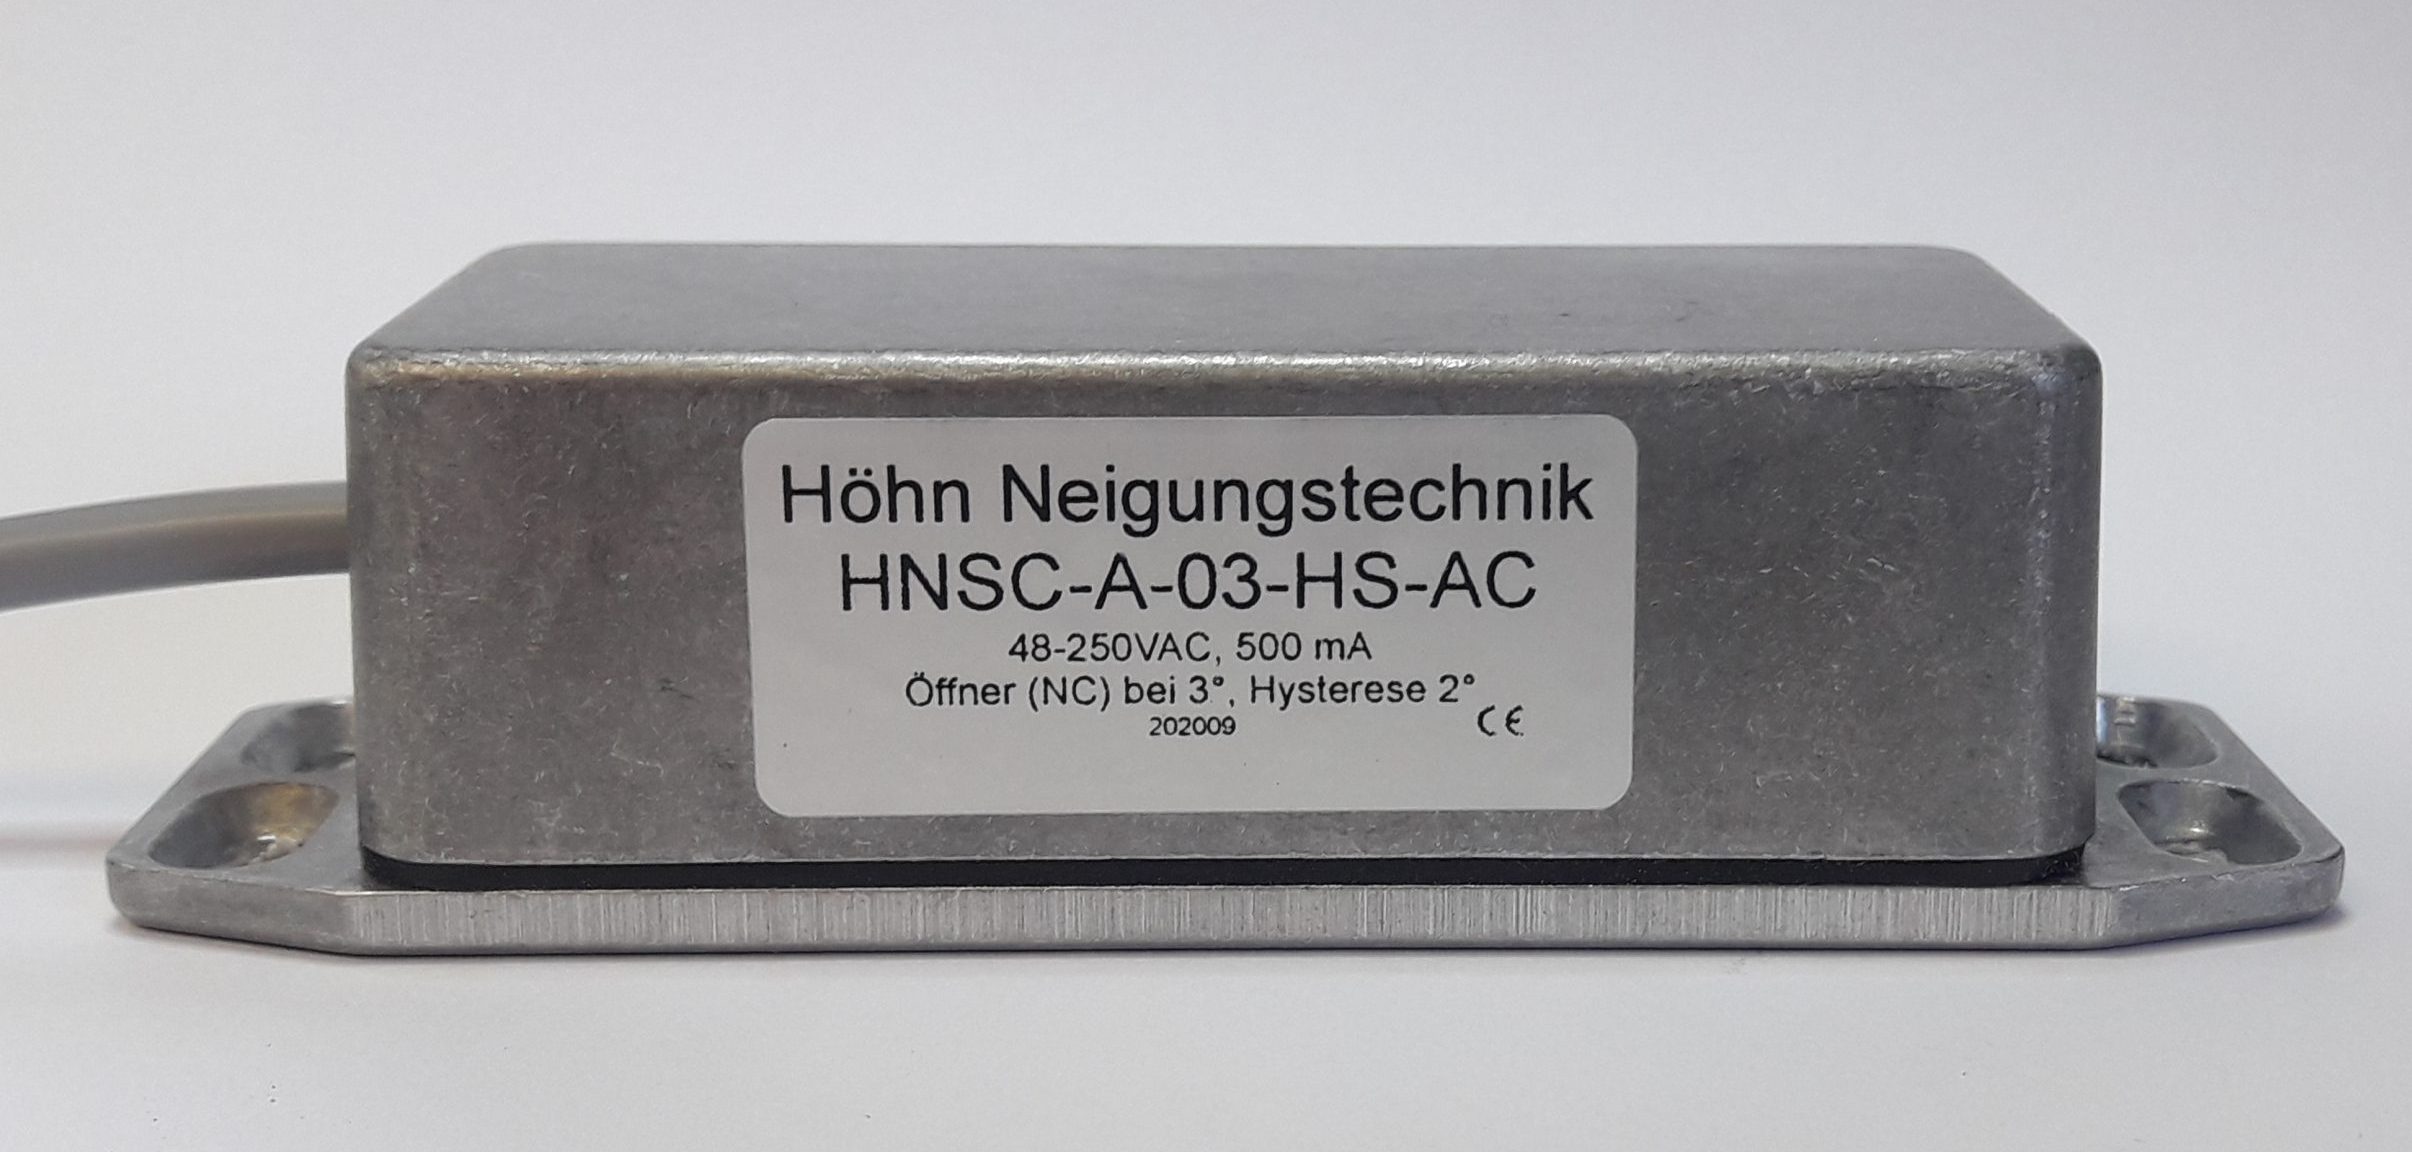 Höhn Neigungstechnik
HNSC-A-03-HS-AC
48-250VAC, 500 mA
Öffner (NC) bei 3°, Hysterese 2°
202009
CE